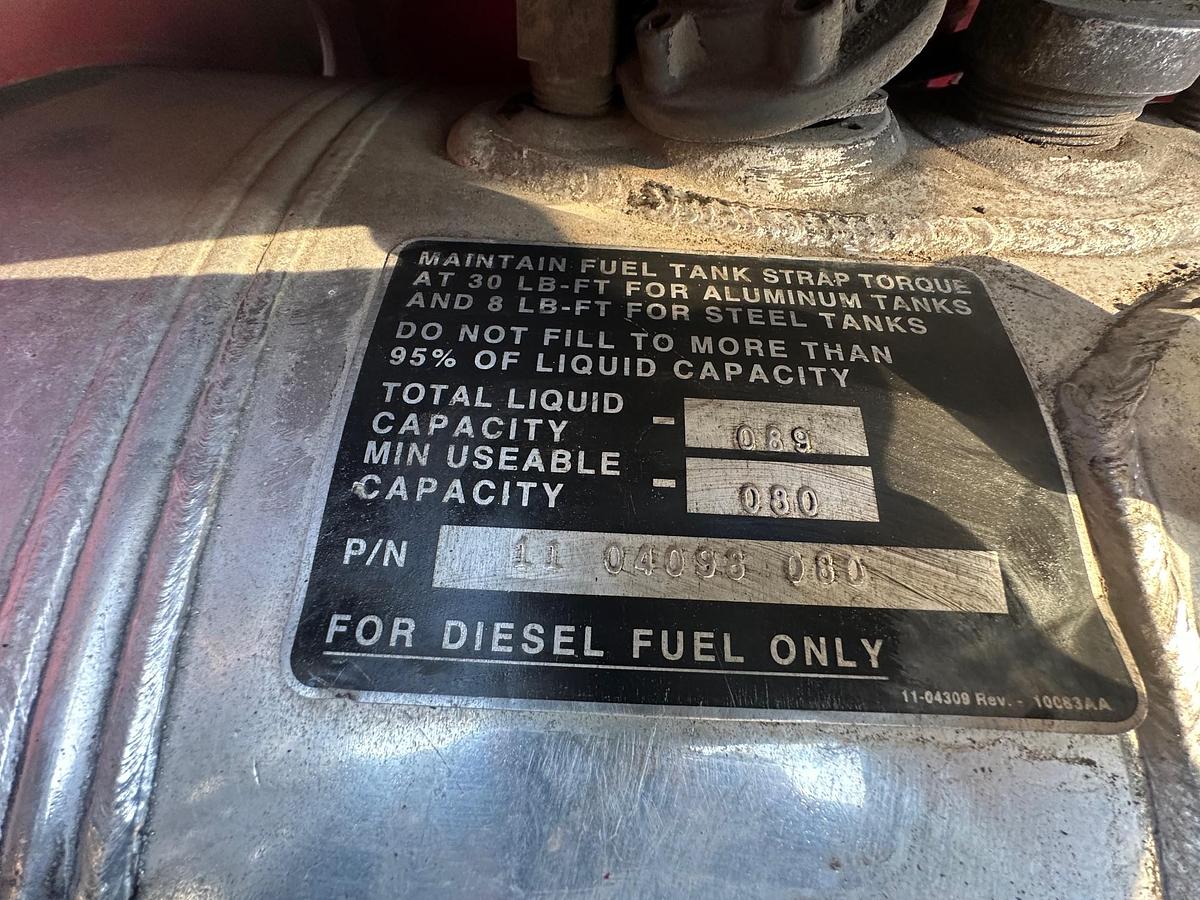 MAINTAIN FUEL TANK STRAP TORQUE
AT 30 LB-FT FOR ALUMINUM TANKS
AND 8 LB-FT FOR STEEL TANKS
DO NOT FILL TO MORE THAN
95% OF LIQUID CAPACITY
TOTAL LIQUID
CAPACITY - 089
MIN USEABLE
CAPACITY - 080
P/N 11 04098 080
FOR DIESEL FUEL ONLY
11-04309 Rev. - 10083AA